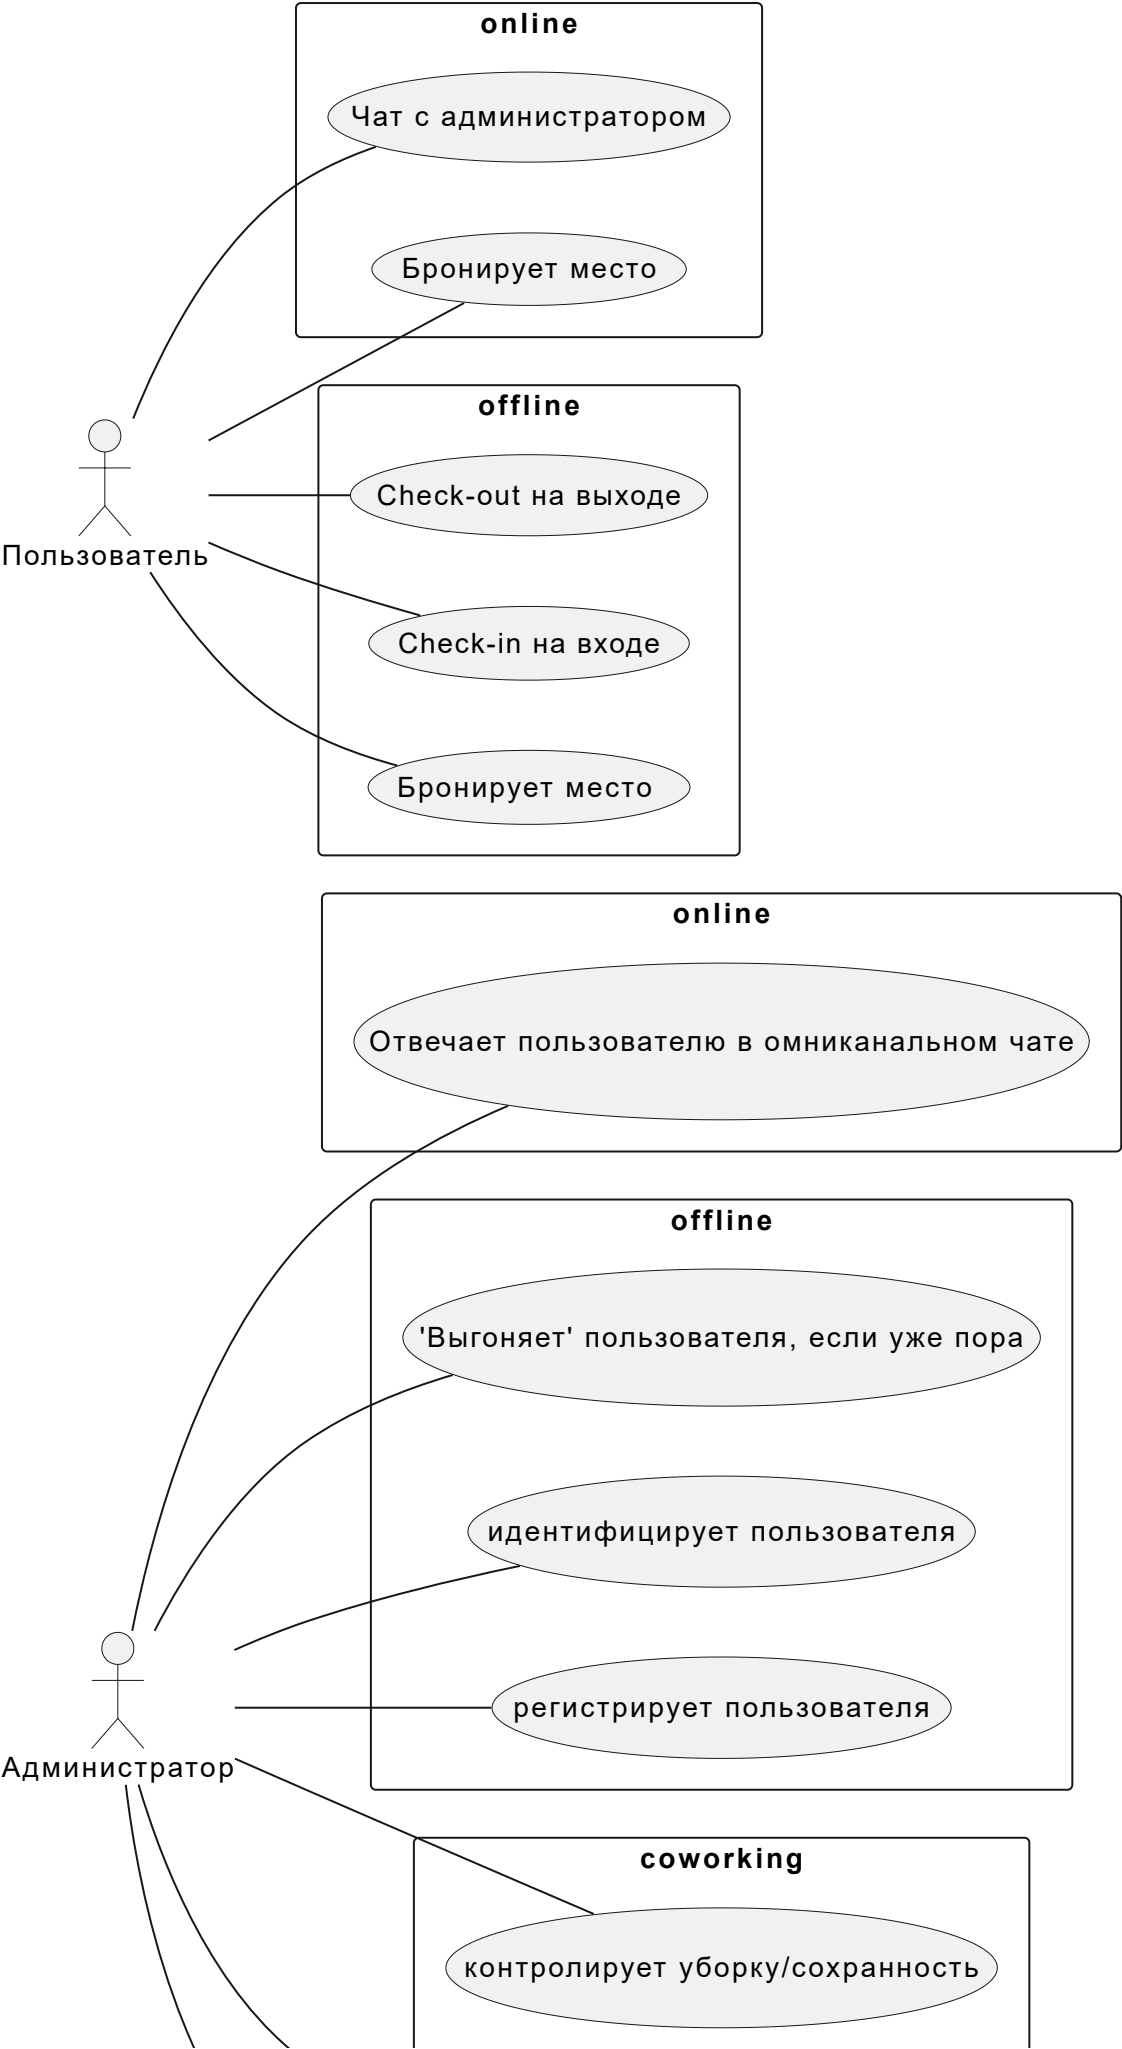 online
Чат с администратором
Бронирует место
offline
Check-out на выходе
Пользователь
Check-in на входе
Бронирует место
online
Отвечает пользователю в омниканальном чате
offline
'Выгоняет' пользователя, если уже пора
идентифицирует пользователя
регистрирует пользователя
Администратор
coworking
контролирует уборку/сохранность